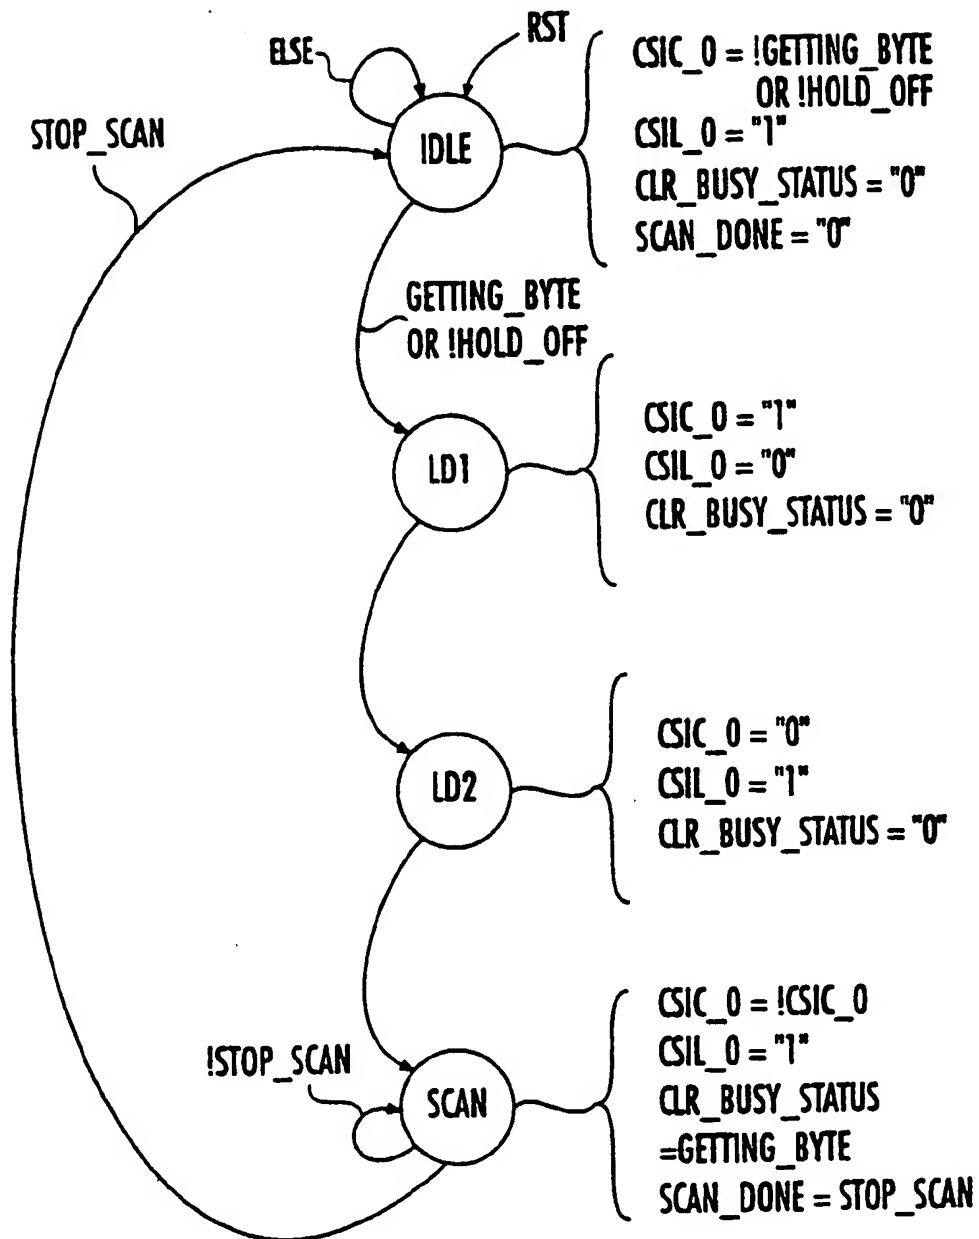 RST
ELSE
CSIC_0 = !GETTING_BYTE
OR !HOLD_OFF
CSIL_0 = "1"
CLR_BUSY_STATUS = "0"
SCAN_DONE = "0"
STOP_SCAN
IDLE
GETTING_BYTE
OR !HOLD_OFF
LD1
CSIC_0 = "1"
CSIL_0 = "0"
CLR_BUSY_STATUS = "0"
LD2
CSIC_0 = "0"
CSIL_0 = "1"
CLR_BUSY_STATUS = "0"
!STOP_SCAN
SCAN
CSIC_0 = !CSIC_0
CSIL_0 = "1"
CLR_BUSY_STATUS
=GETTING_BYTE
SCAN_DONE = STOP_SCAN